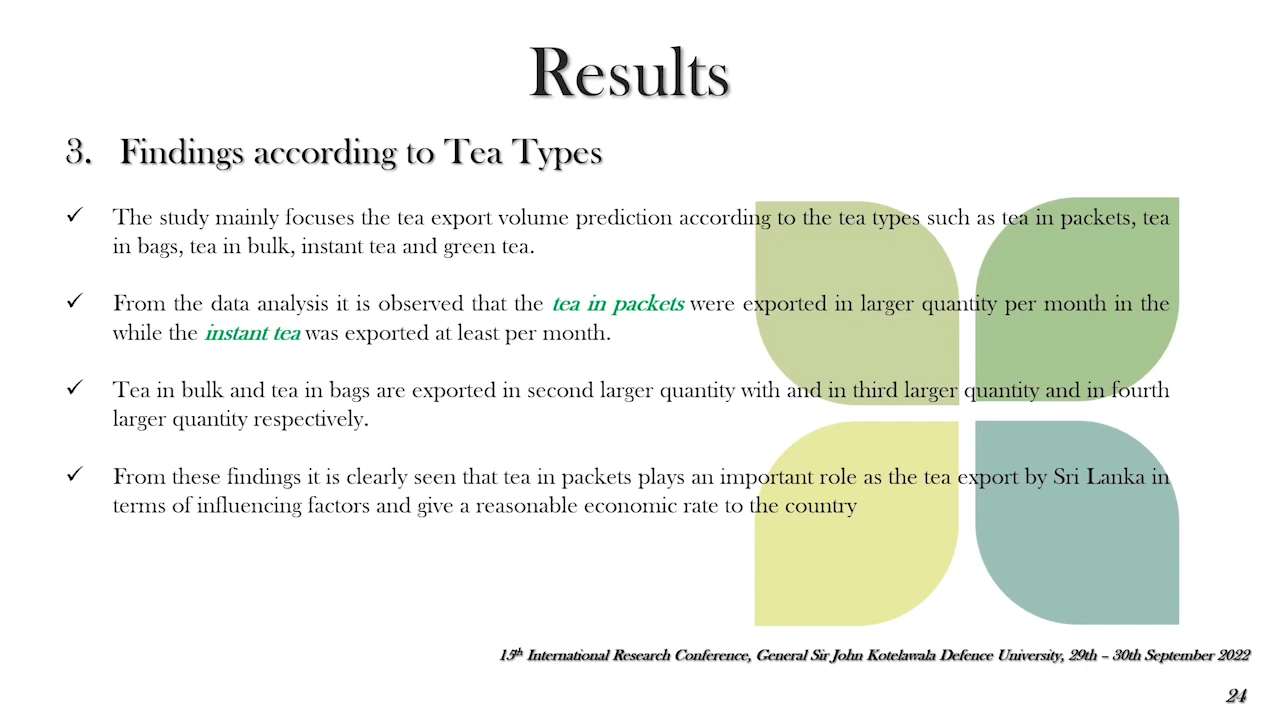 Results
3. Findings according to Tea Types
✓ The study mainly focuses the tea export volume prediction according to the tea types such as tea in packets, tea
in bags, tea in bulk, instant tea and green tea.
✓ From the data analysis it is observed that the tea in packets were exported in larger quantity per month in the
while the instant tea was exported at least per month.
✓ Tea in bulk and tea in bags are exported in second larger quantity with and in third larger quantity and in fourth
larger quantity respectively.
✓ From these findings it is clearly seen that tea in packets plays an important role as the tea export by Sri Lanka in
terms of influencing factors and give a reasonable economic rate to the country
15th International Research Conference, General Sir John Kotelawala Defence University, 29th – 30th September 2022
24